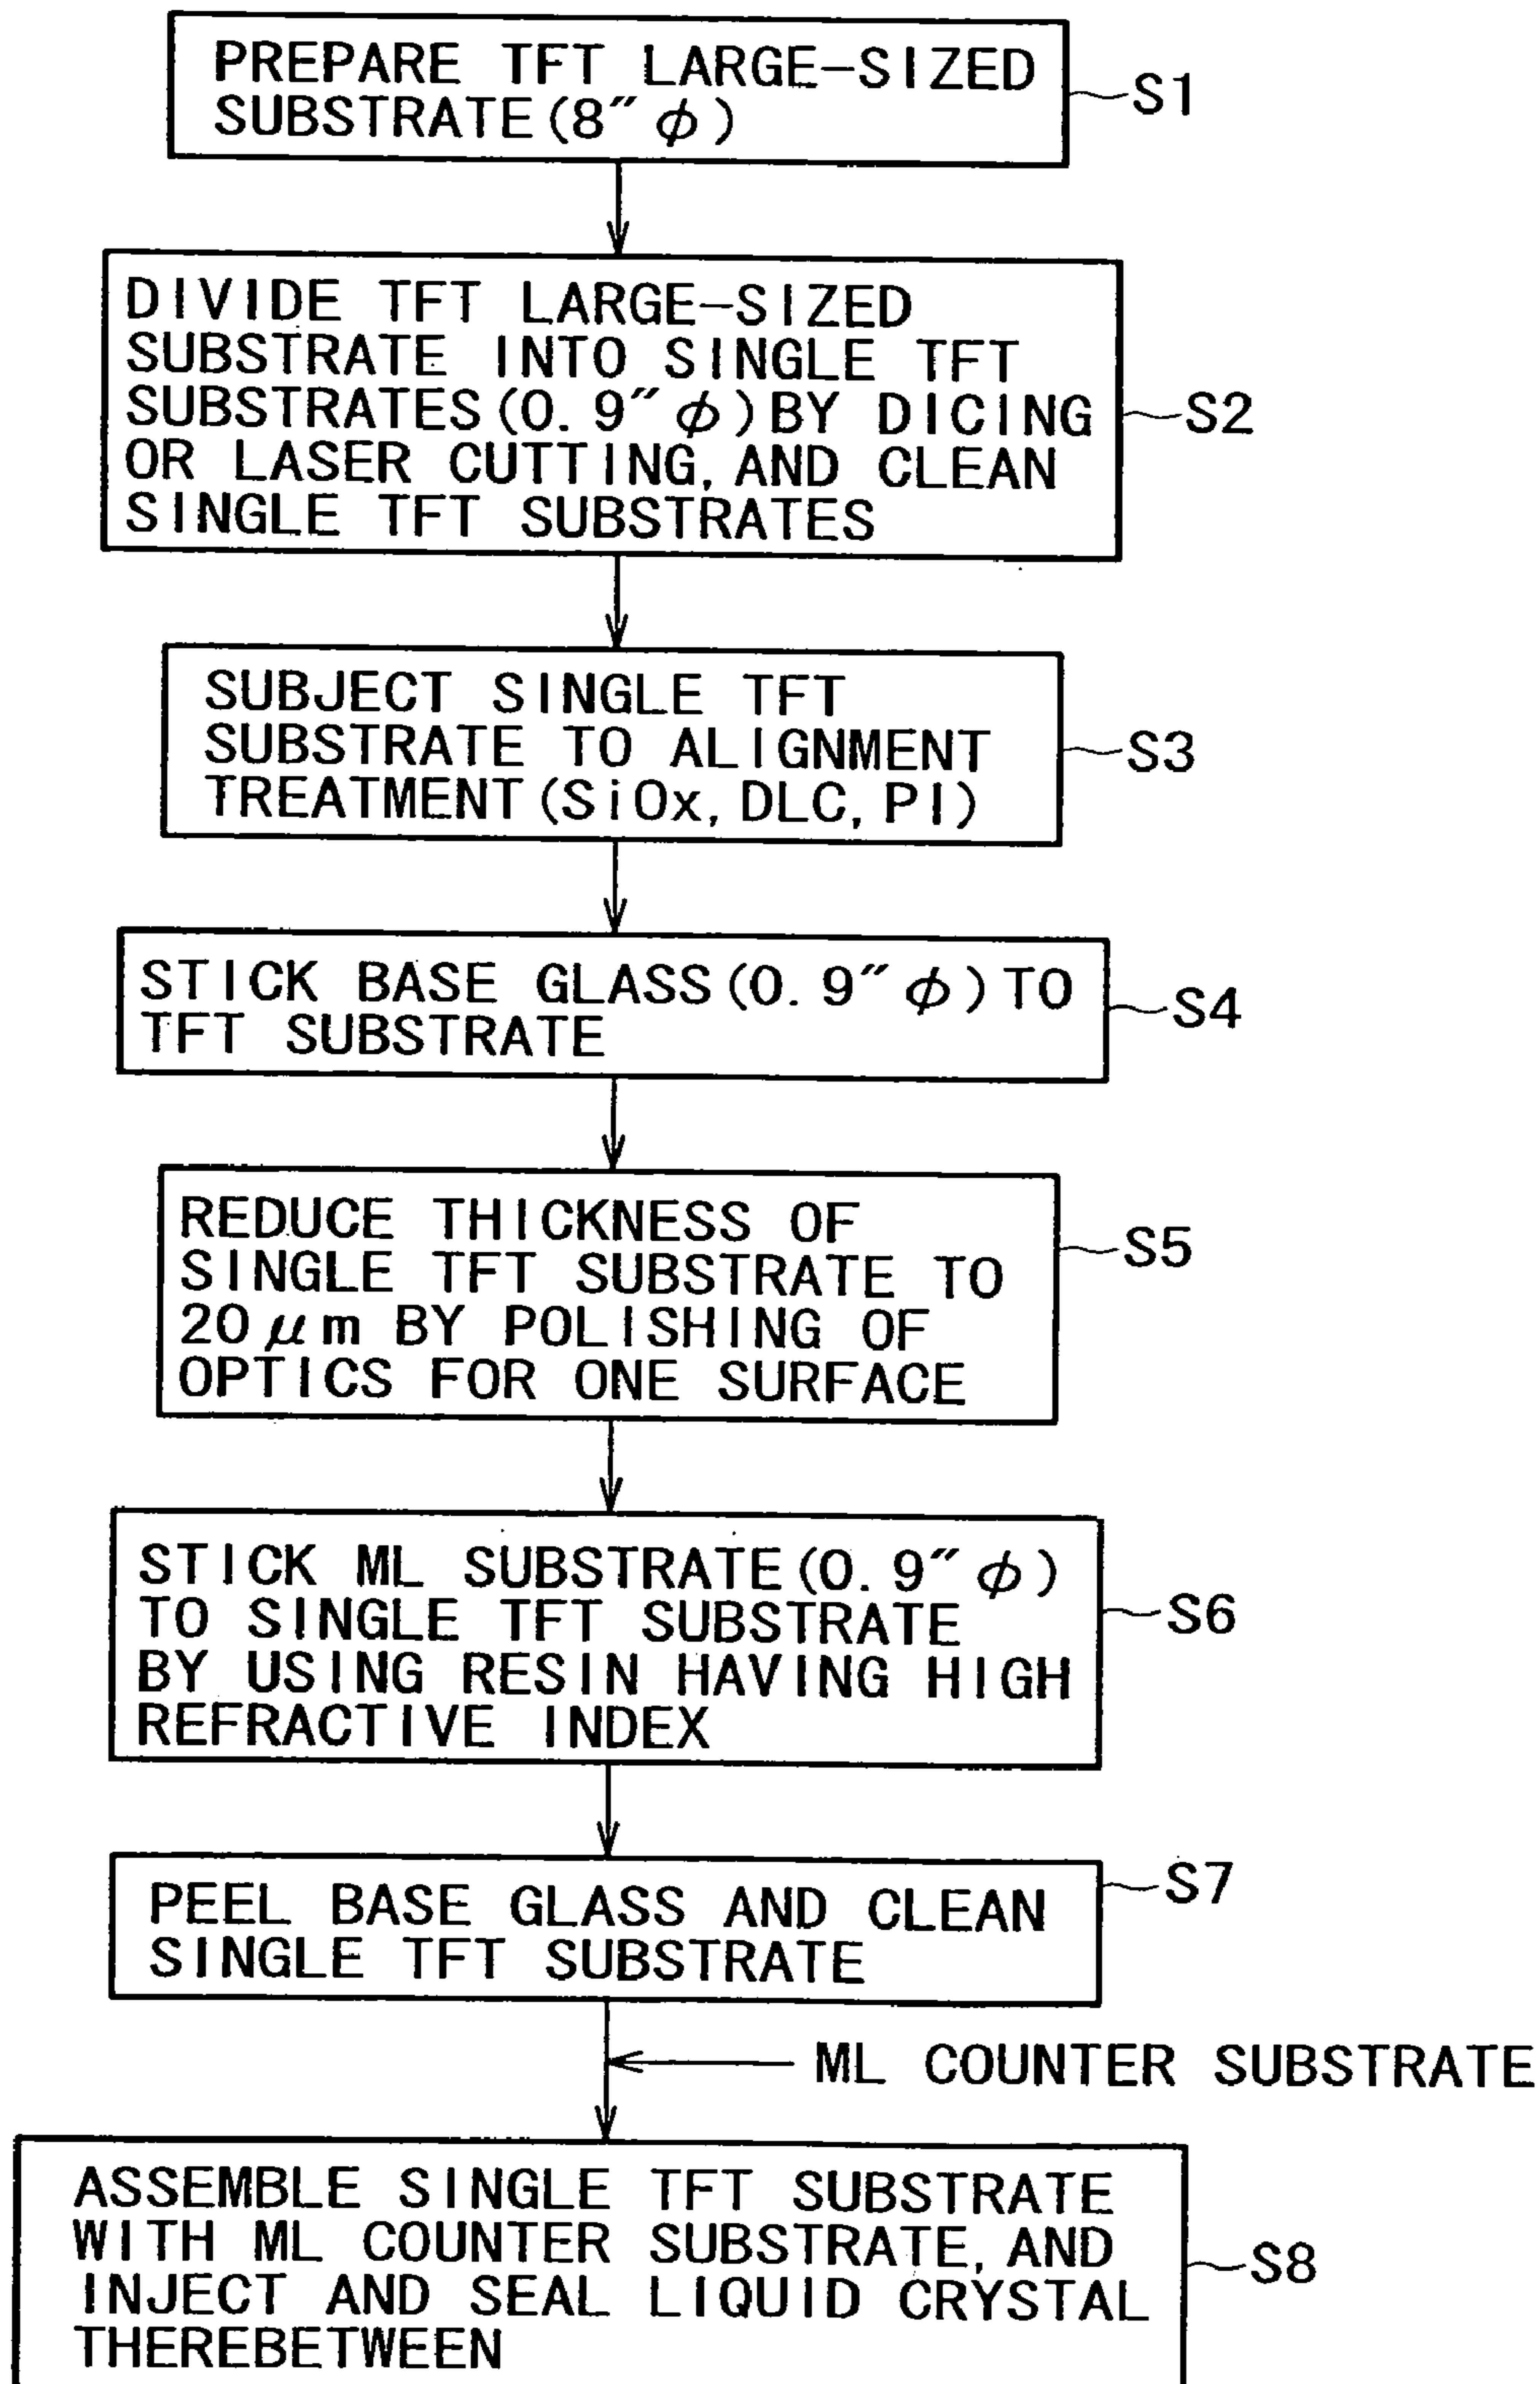 PREPARE TFT LARGE-SIZED
SUBSTRATE(8″φ)
S1
DIVIDE TFT LARGE-SIZED
SUBSTRATE INTO SINGLE TFT
SUBSTRATES(0.9″φ)BY DICING
OR LASER CUTTING, AND CLEAN
SINGLE TFT SUBSTRATES
S2
SUBJECT SINGLE TFT
SUBSTRATE TO ALIGNMENT
TREATMENT(SiOx, DLC, PI)
S3
STICK BASE GLASS(0.9″φ)TO
TFT SUBSTRATE
S4
REDUCE THICKNESS OF
SINGLE TFT SUBSTRATE TO
20μm BY POLISHING OF
OPTICS FOR ONE SURFACE
S5
STICK ML SUBSTRATE(0.9″φ)
TO SINGLE TFT SUBSTRATE
BY USING RESIN HAVING HIGH
REFRACTIVE INDEX
S6
PEEL BASE GLASS AND CLEAN
SINGLE TFT SUBSTRATE
S7
ML COUNTER SUBSTRATE
ASSEMBLE SINGLE TFT SUBSTRATE
WITH ML COUNTER SUBSTRATE, AND
INJECT AND SEAL LIQUID CRYSTAL
THEREBETWEEN
S8